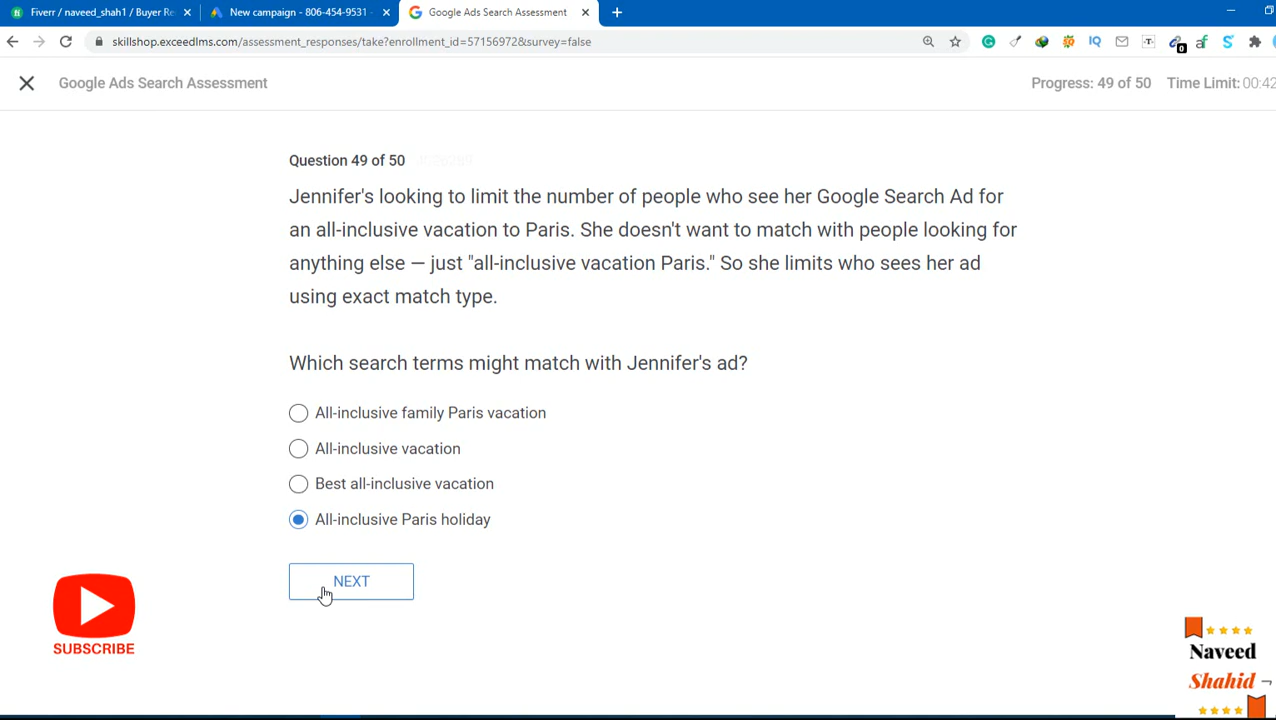 Fiverr / naveed_shah1 / Buyer Re
New campaign - 806-454-9531
Google Ads Search Assessment
skillshop.exceedlms.com/assessment_responses/take?enrollment_id=57156972&survey=false
Google Ads Search Assessment
Progress: 49 of 50
Time Limit: 00:42
Question 49 of 50
Jennifer's looking to limit the number of people who see her Google Search Ad for
an all-inclusive vacation to Paris. She doesn't want to match with people looking for
anything else — just "all-inclusive vacation Paris." So she limits who sees her ad
using exact match type.
Which search terms might match with Jennifer's ad?
All-inclusive family Paris vacation
All-inclusive vacation
Best all-inclusive vacation
All-inclusive Paris holiday
NEXT
SUBSCRIBE
Naveed
Shahid